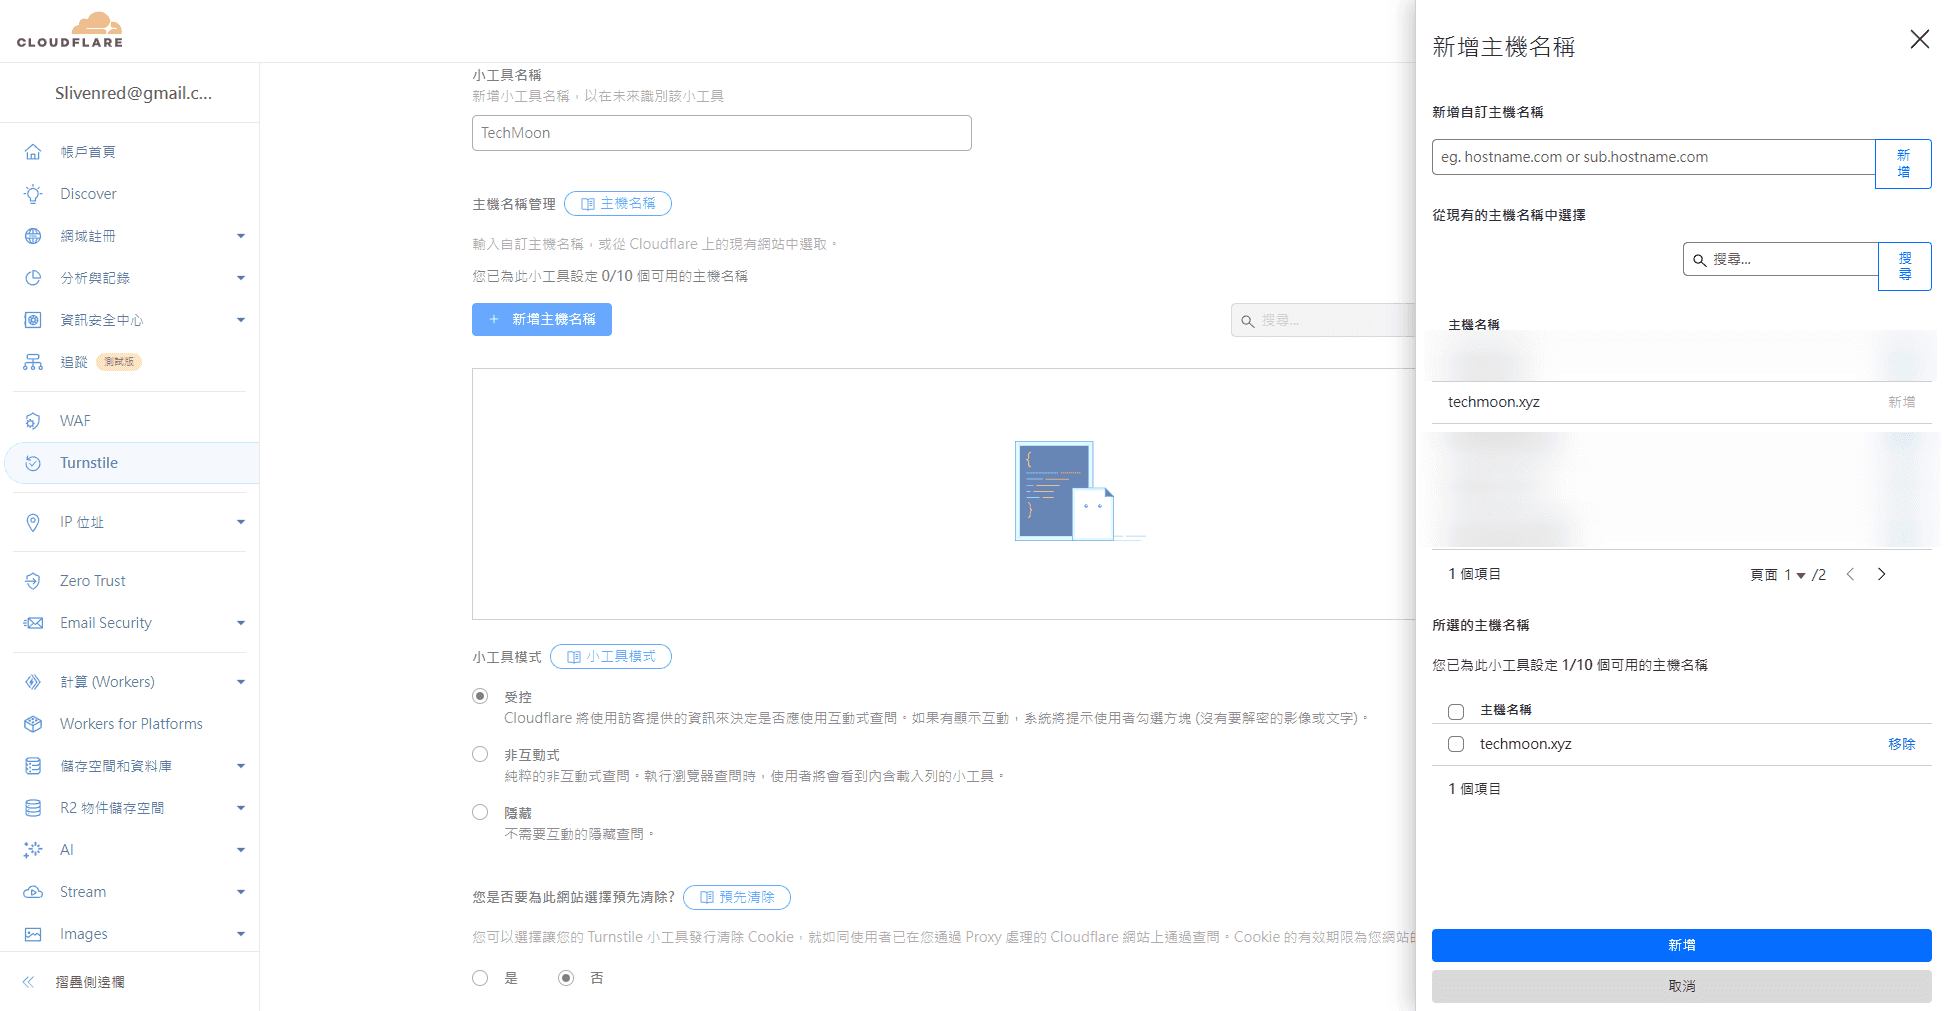 CLOUDFLARE
Slivenred@gmail.c...
帳戶首頁
Discover
網域註冊
分析與記錄
資訊安全中心
追蹤 測試版
WAF
Turnstile
IP 位址
Zero Trust
Email Security
計算 (Workers)
Workers for Platforms
儲存空間和資料庫
R2 物件儲存空間
AI
Stream
Images
摺疊側邊欄
小工具名稱
新增小工具名稱，以在未來識別該小工具
TechMoon
主機名稱管理 主機名稱
輸入自訂主機名稱，或從 Cloudflare 上的現有網站中選取。
您已為此小工具設定 0/10 個可用的主機名稱
+ 新增主機名稱
搜尋...
小工具模式 小工具模式
受控
Cloudflare 將使用訪客提供的資訊來決定是否應使用互動式查問。如果有顯示互動，系統將提示使用者勾選方塊 (沒有要解密的影像或文字)。
非互動式
純粹的非互動式查問。執行瀏覽器查問時，使用者將會看到內含載入列的小工具。
隱藏
不需要互動的隱藏查問。
您是否要為此網站選擇預先清除? 預先清除
您可以選擇讓您的 Turnstile 小工具發行清除 Cookie，就如同使用者已在您通過 Proxy 處理的 Cloudflare 網站上通過查問。Cookie 的有效期限為您網站的
是 否
新增主機名稱
新增自訂主機名稱
eg. hostname.com or sub.hostname.com
新增
從現有的主機名稱中選擇
搜尋...
搜尋
主機名稱
techmoon.xyz 新增
1 個項目 頁面 1 /2
所選的主機名稱
您已為此小工具設定 1/10 個可用的主機名稱
主機名稱
techmoon.xyz 移除
1 個項目
新增
取消